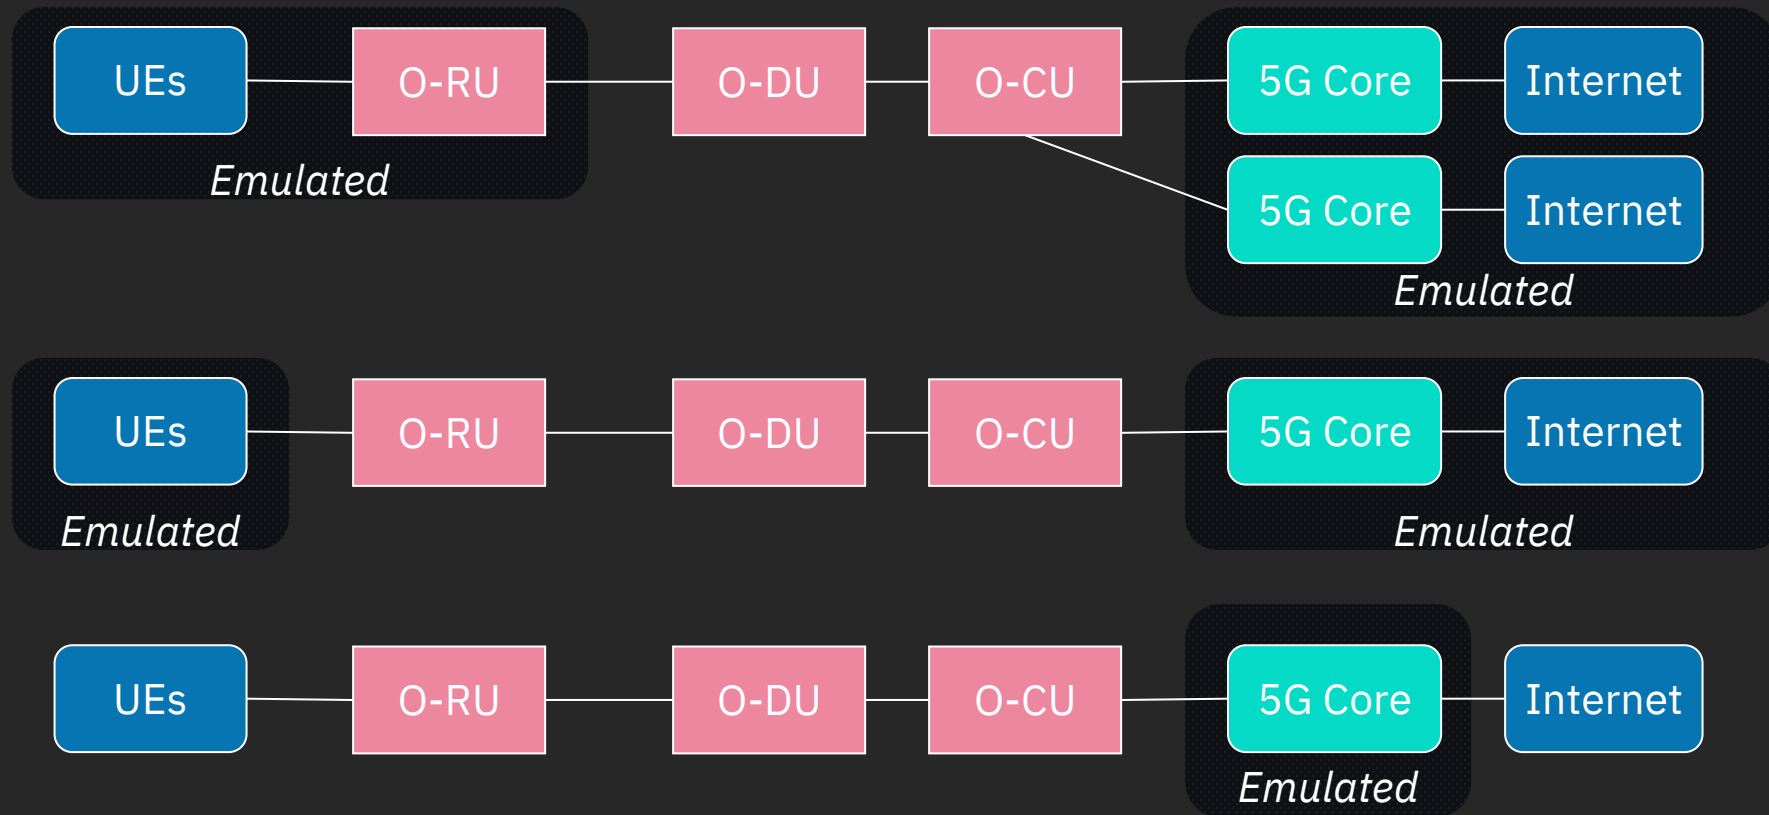 UEs
O-RU
O-DU
O-CU
5G Core
Internet
Emulated
5G Core
Internet
Emulated
UEs
O-RU
O-DU
O-CU
5G Core
Internet
Emulated
Emulated
UEs
O-RU
O-DU
O-CU
5G Core
Internet
Emulated